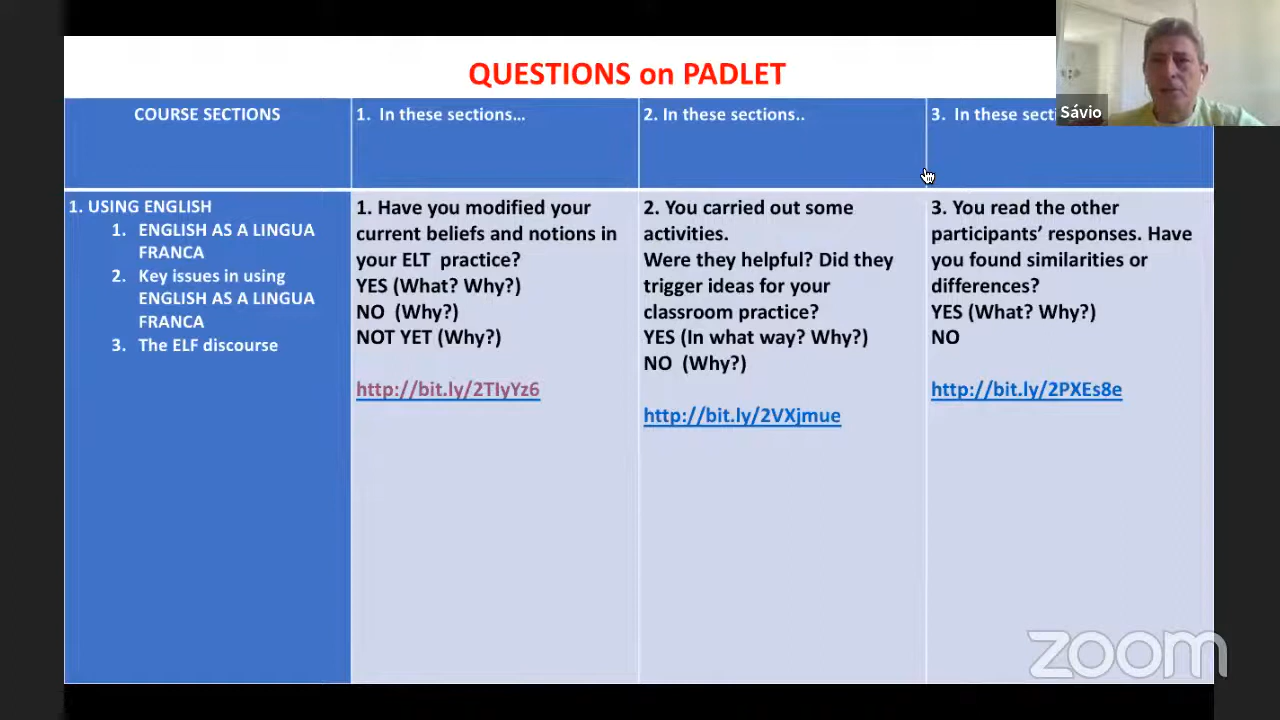 QUESTIONS on PADLET
Sávio
COURSE SECTIONS
1. In these sections...
2. In these sections..
3. In these
1. USING ENGLISH
1. ENGLISH AS A LINGUA
FRANCA
2. Key issues in using
ENGLISH AS A LINGUA
FRANCA
3. The ELF discourse
1. Have you modified your
current beliefs and notions in
your ELT practice?
YES (What? Why?)
NO (Why?)
NOT YET (Why?)
http://bit.ly/2TIyYz6
2. You carried out some
activities.
Were they helpful? Did they
trigger ideas for your
classroom practice?
YES (In what way? Why?)
NO (Why?)
http://bit.ly/2VXjmue
3. You read the other
participants’ responses. Have
you found similarities or
differences?
YES (What? Why?)
NO
http://bit.ly/2PXEs8e
zoom